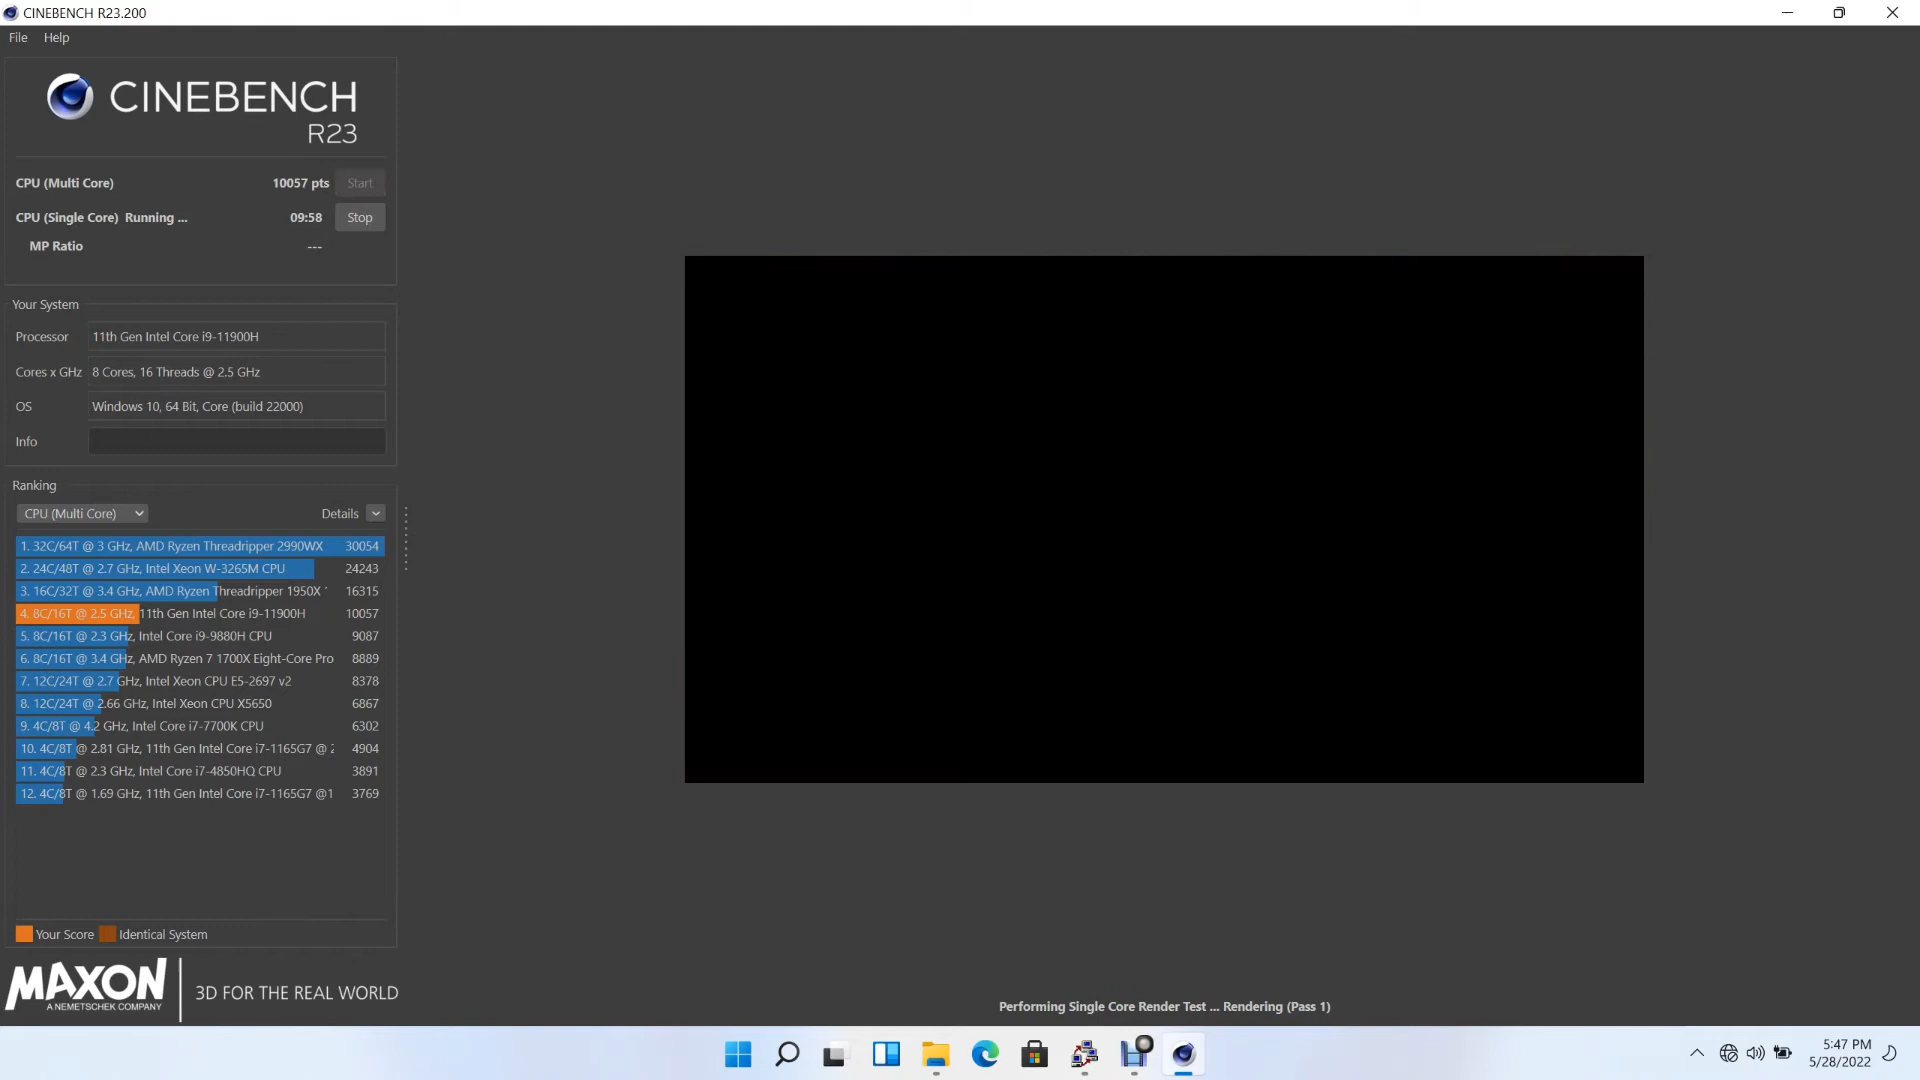 CINEBENCH R23.200
File Help
CINEBENCH
R23
CPU (Multi Core) 10057 pts Start
CPU (Single Core) Running ... 09:58 Stop
MP Ratio ---
Your System
Processor 11th Gen Intel Core i9-11900H
Cores x GHz 8 Cores, 16 Threads @ 2.5 GHz
OS Windows 10, 64 Bit, Core (build 22000)
Info
Ranking
CPU (Multi Core) Details
1. 32C/64T @ 3 GHz, AMD Ryzen Threadripper 2990WX 30054
2. 24C/48T @ 2.7 GHz, Intel Xeon W-3265M CPU 24243
3. 16C/32T @ 3.4 GHz, AMD Ryzen Threadripper 1950X 16315
4. 8C/16T @ 2.5 GHz, 11th Gen Intel Core i9-11900H 10057
5. 8C/16T @ 2.3 GHz, Intel Core i9-9880H CPU 9087
6. 8C/16T @ 3.4 GHz, AMD Ryzen 7 1700X Eight-Core Pro 8889
7. 12C/24T @ 2.7 GHz, Intel Xeon CPU E5-2697 v2 8378
8. 12C/24T @ 2.66 GHz, Intel Xeon CPU X5650 6867
9. 4C/8T @ 4.2 GHz, Intel Core i7-7700K CPU 6302
10. 4C/8T @ 2.81 GHz, 11th Gen Intel Core i7-1165G7 @ 2 4904
11. 4C/8T @ 2.3 GHz, Intel Core i7-4850HQ CPU 3891
12. 4C/8T @ 1.69 GHz, 11th Gen Intel Core i7-1165G7 @1 3769
Your Score Identical System
MAXON
A NEMETSCHEK COMPANY
3D FOR THE REAL WORLD
Performing Single Core Render Test ... Rendering (Pass 1)
5:47 PM
5/28/2022